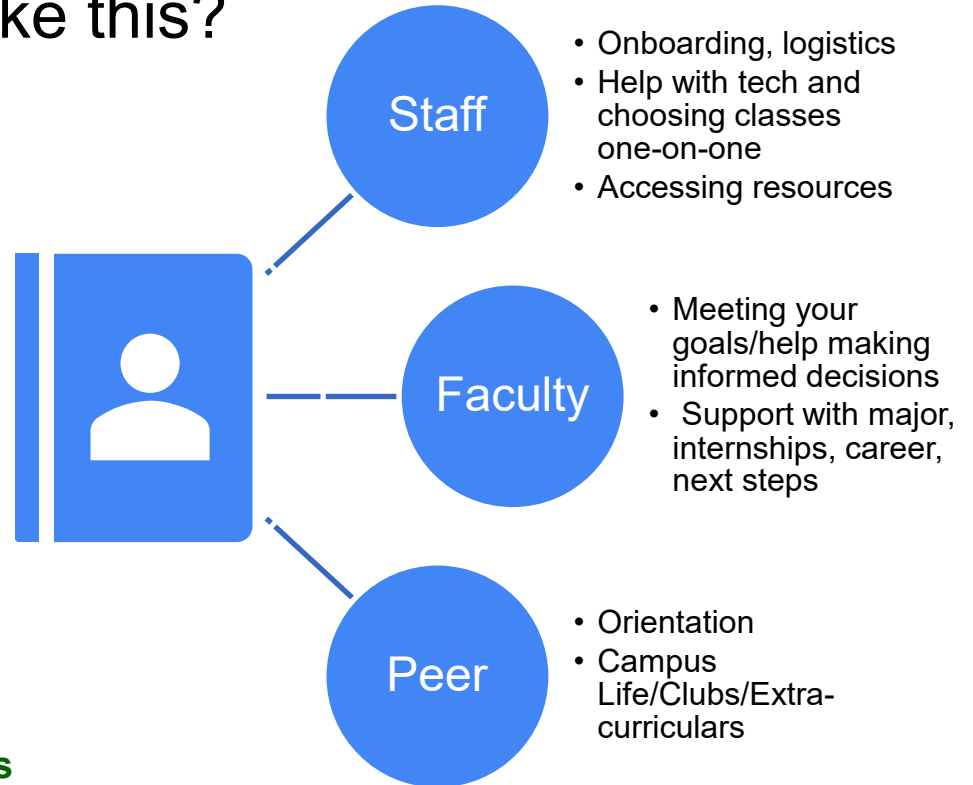 ke this?
Staff
• Onboarding, logistics
• Help with tech and
choosing classes
one-on-one
• Accessing resources
Faculty
• Meeting your
goals/help making
informed decisions
• Support with major,
internships, career,
next steps
Peer
• Orientation
• Campus
Life/Clubs/Extra-
curriculars
s